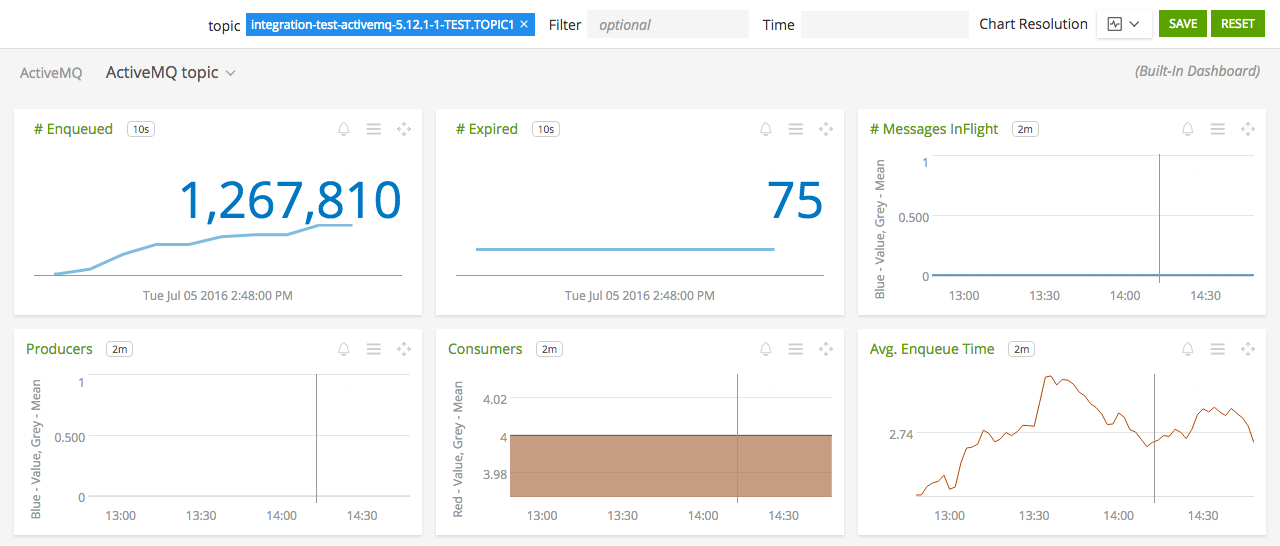 topic integration-test-activemq-5.12.1-1-TEST.TOPIC1 × Filter optional Time Chart Resolution SAVE RESET
ActiveMQ ActiveMQ topic (Built-In Dashboard)
# Enqueued 10s
1,267,810
Tue Jul 05 2016 2:48:00 PM
# Expired 10s
75
Tue Jul 05 2016 2:48:00 PM
# Messages InFlight 2m
Blue - Value, Grey - Mean
1
0.500
0
13:00 13:30 14:00 14:30
Producers 2m
Blue - Value, Grey - Mean
1
0.500
0
13:00 13:30 14:00 14:30
Consumers 2m
Red - Value, Grey - Mean
4.02
4
3.98
13:00 13:30 14:00 14:30
Avg. Enqueue Time 2m
2.74
13:00 13:30 14:00 14:30